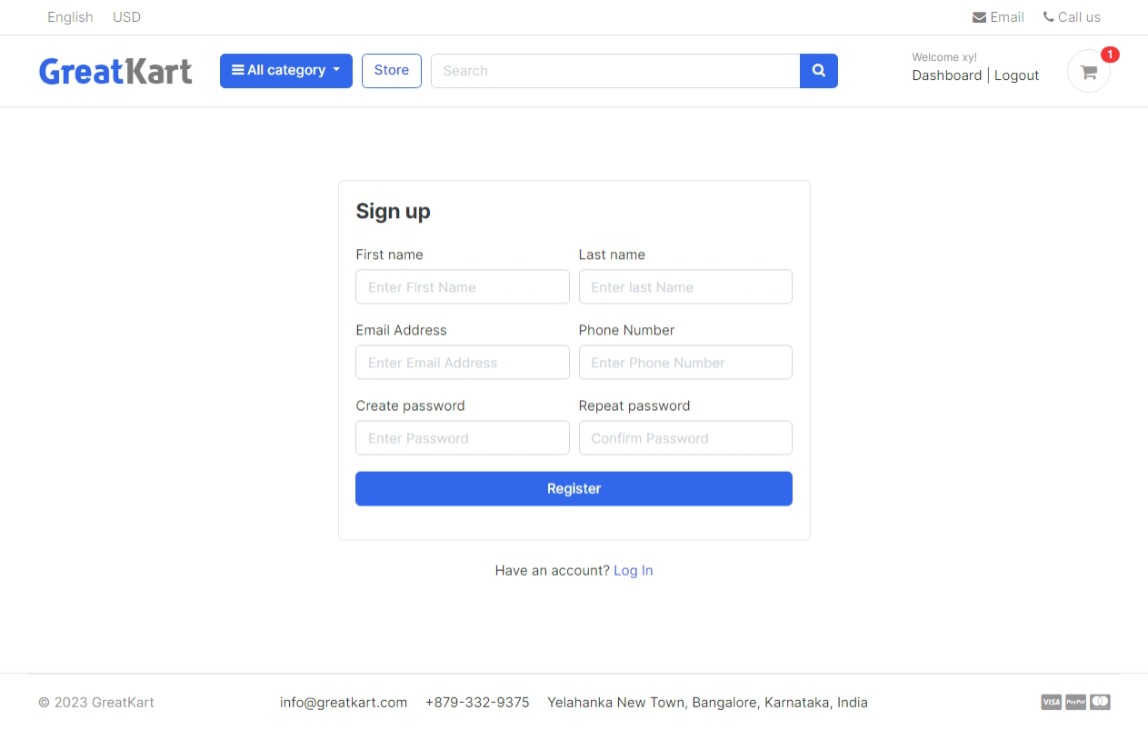 English USD Email Call us
GreatKart All category Store Search Welcome xy! 1
Dashboard | Logout
Sign up
First name Last name
Enter First Name Enter last Name
Email Address Phone Number
Enter Email Address Enter Phone Number
Create password Repeat password
Enter Password Confirm Password
Register
Have an account? Log In
© 2023 GreatKart info@greatkart.com +879-332-9375 Yelahanka New Town, Bangalore, Karnataka, India VISA PayPal